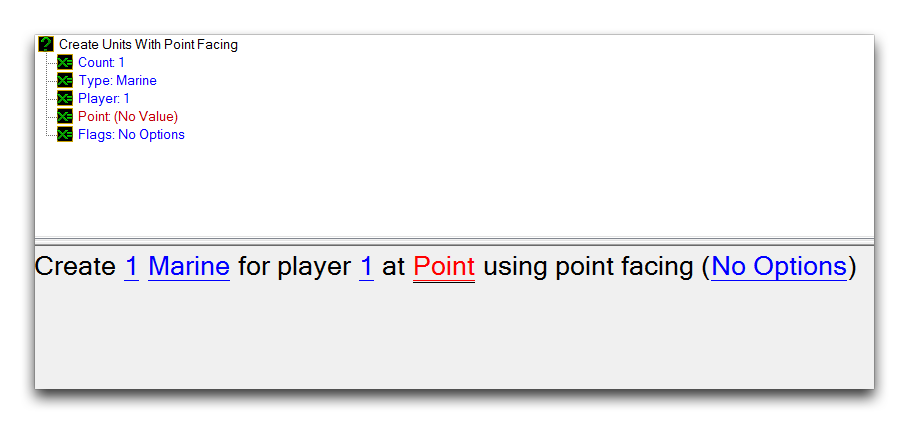 Create Units With Point Facing
Count: 1
Type: Marine
Player: 1
Point: (No Value)
Flags: No Options
Create 1 Marine for player 1 at Point using point facing (No Options)